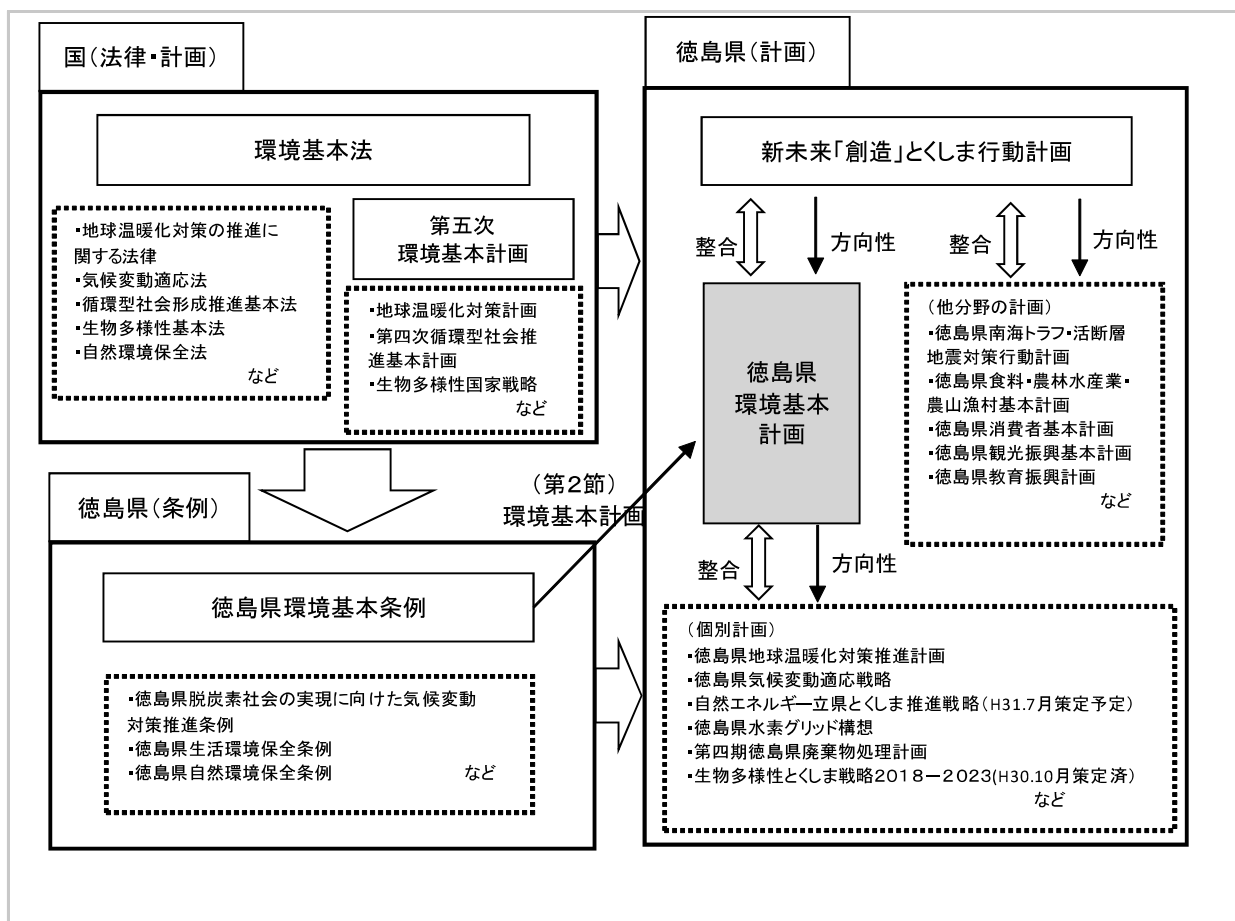 国（法律・計画）
環境基本法
・地球温暖化対策の推進に
関する法律
・気候変動適応法
・循環型社会形成推進基本法
・生物多様性基本法
・自然環境保全法
など
第五次
環境基本計画
・地球温暖化対策計画
・第四次循環型社会推
進基本計画
・生物多様性国家戦略
など
徳島県（条例）
徳島県環境基本条例
・徳島県脱炭素社会の実現に向けた気候変動
対策推進条例
・徳島県生活環境保全条例
・徳島県自然環境保全条例
など
（第２節）
環境基本計画
徳島県（計画）
新未来「創造」とくしま行動計画
整合
方向性
整合
方向性
徳島県
環境基本
計画
（他分野の計画）
・徳島県南海トラフ・活断層
地震対策行動計画
・徳島県食料・農林水産業・
農山漁村基本計画
・徳島県消費者基本計画
・徳島県観光振興基本計画
・徳島県教育振興計画
など
整合
方向性
（個別計画）
・徳島県地球温暖化対策推進計画
・徳島県気候変動適応戦略
・自然エネルギー立県とくしま推進戦略（H31.7月策定予定）
・徳島県水素グリッド構想
・第四期徳島県廃棄物処理計画
・生物多様性とくしま戦略２０１８－２０２３(H30.10月策定済）
など